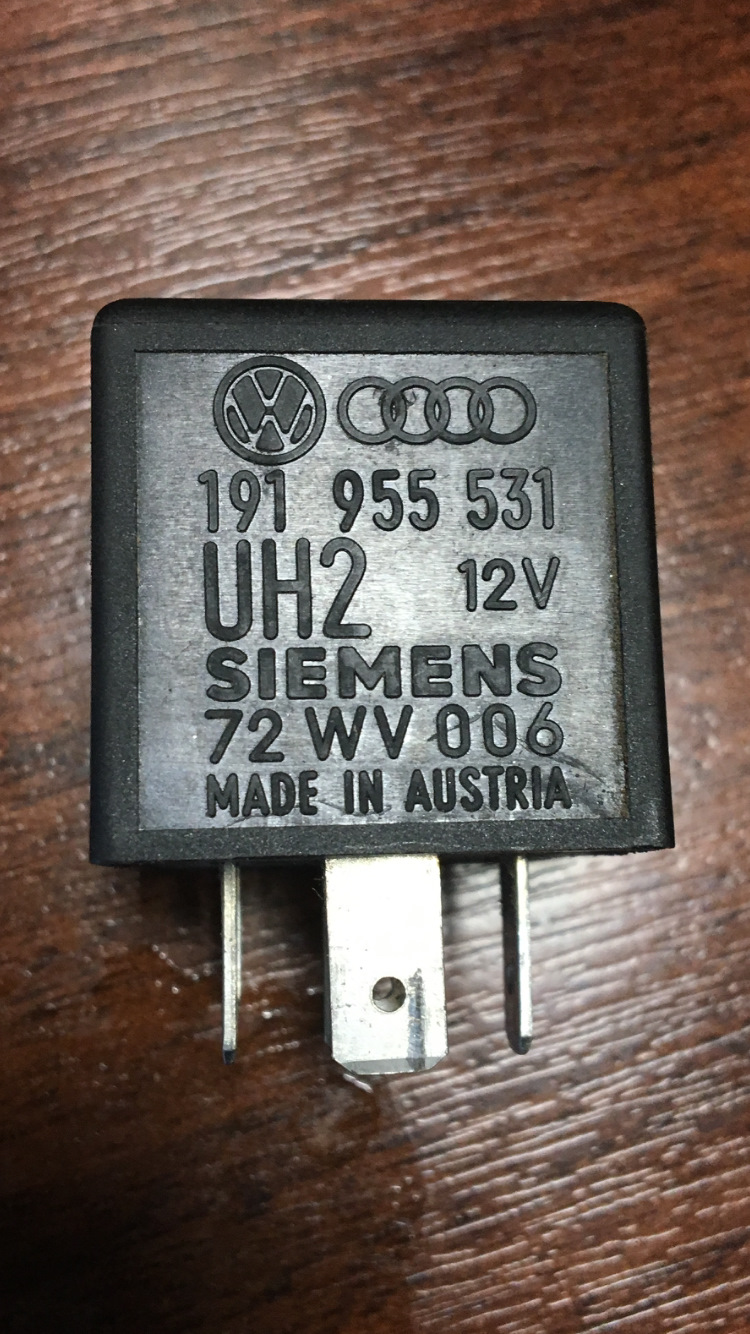 191 955 531
UH2 12V
SIEMENS
72 WV 006
MADE IN AUSTRIA